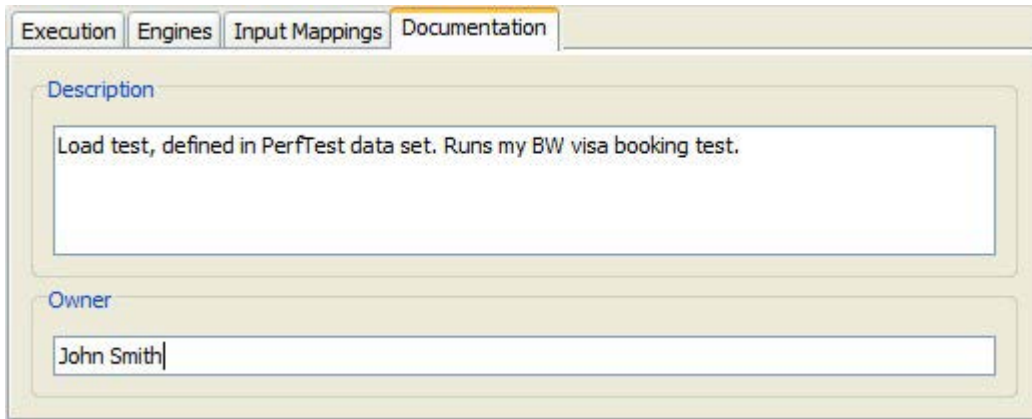 Execution Engines Input Mappings Documentation
Description
Load test, defined in PerfTest data set. Runs my BW visa booking test.
Owner
John Smith